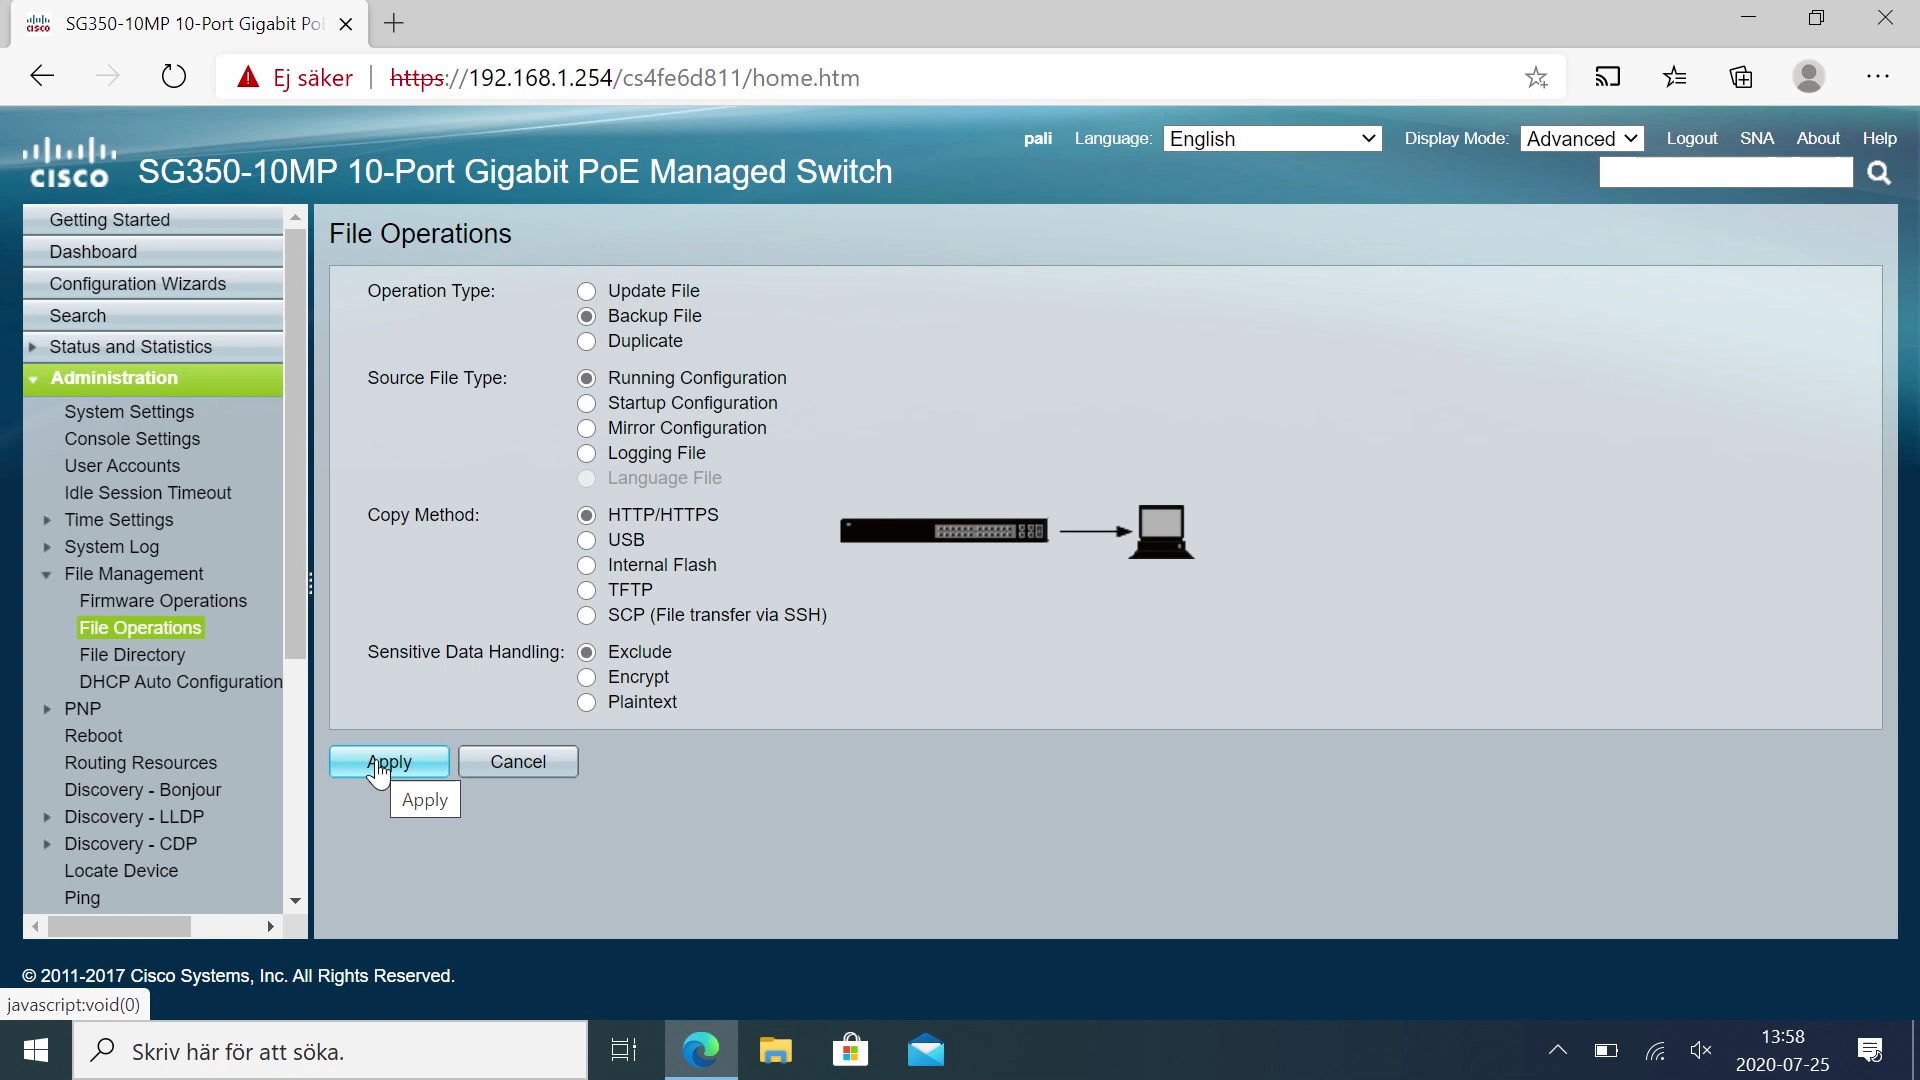 SG350-10MP 10-Port Gigabit Po
Ej säker
https://192.168.1.254/cs4fe6d811/home.htm
pali Language: English Display Mode: Advanced Logout SNA About Help
CISCO SG350-10MP 10-Port Gigabit PoE Managed Switch
Getting Started
Dashboard
Configuration Wizards
Search
Status and Statistics
Administration
System Settings
Console Settings
User Accounts
Idle Session Timeout
Time Settings
System Log
File Management
Firmware Operations
File Operations
File Directory
DHCP Auto Configuration
PNP
Reboot
Routing Resources
Discovery - Bonjour
Discovery - LLDP
Discovery - CDP
Locate Device
Ping
File Operations
Operation Type: Update File
Backup File
Duplicate
Source File Type: Running Configuration
Startup Configuration
Mirror Configuration
Logging File
Language File
Copy Method: HTTP/HTTPS
USB
Internal Flash
TFTP
SCP (File transfer via SSH)
Sensitive Data Handling: Exclude
Encrypt
Plaintext
Apply Cancel
Apply
© 2011-2017 Cisco Systems, Inc. All Rights Reserved.
javascript:void(0)
Skriv här för att söka.
13:58
2020-07-25